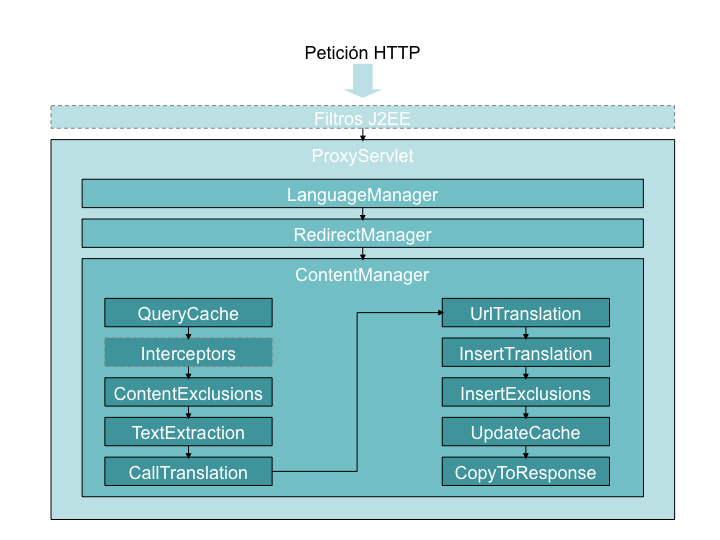 Petición HTTP
Filtros J2EE
ProxyServlet
LanguageManager
RedirectManager
ContentManager
QueryCache
Interceptors
ContentExclusions
TextExtraction
CallTranslation
UrlTranslation
InsertTranslation
InsertExclusions
UpdateCache
CopyToResponse